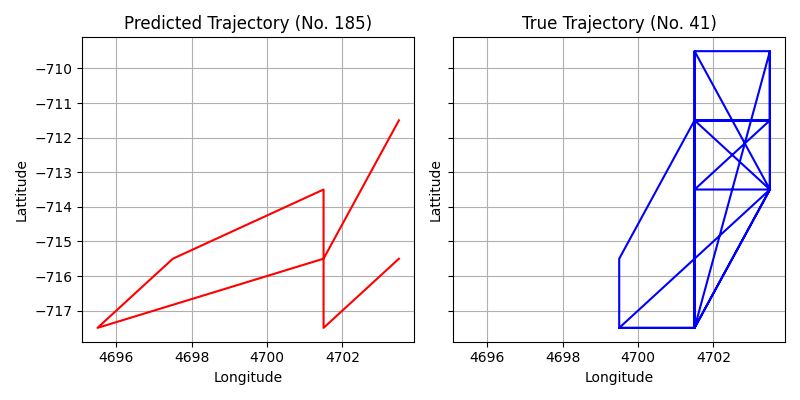 Predicted Trajectory (No. 185)
−710
−711
−712
−713
−714
−715
−716
−717
Lattitude
4696 4698 4700 4702
Longitude
True Trajectory (No. 41)
Lattitude
4696 4698 4700 4702
Longitude